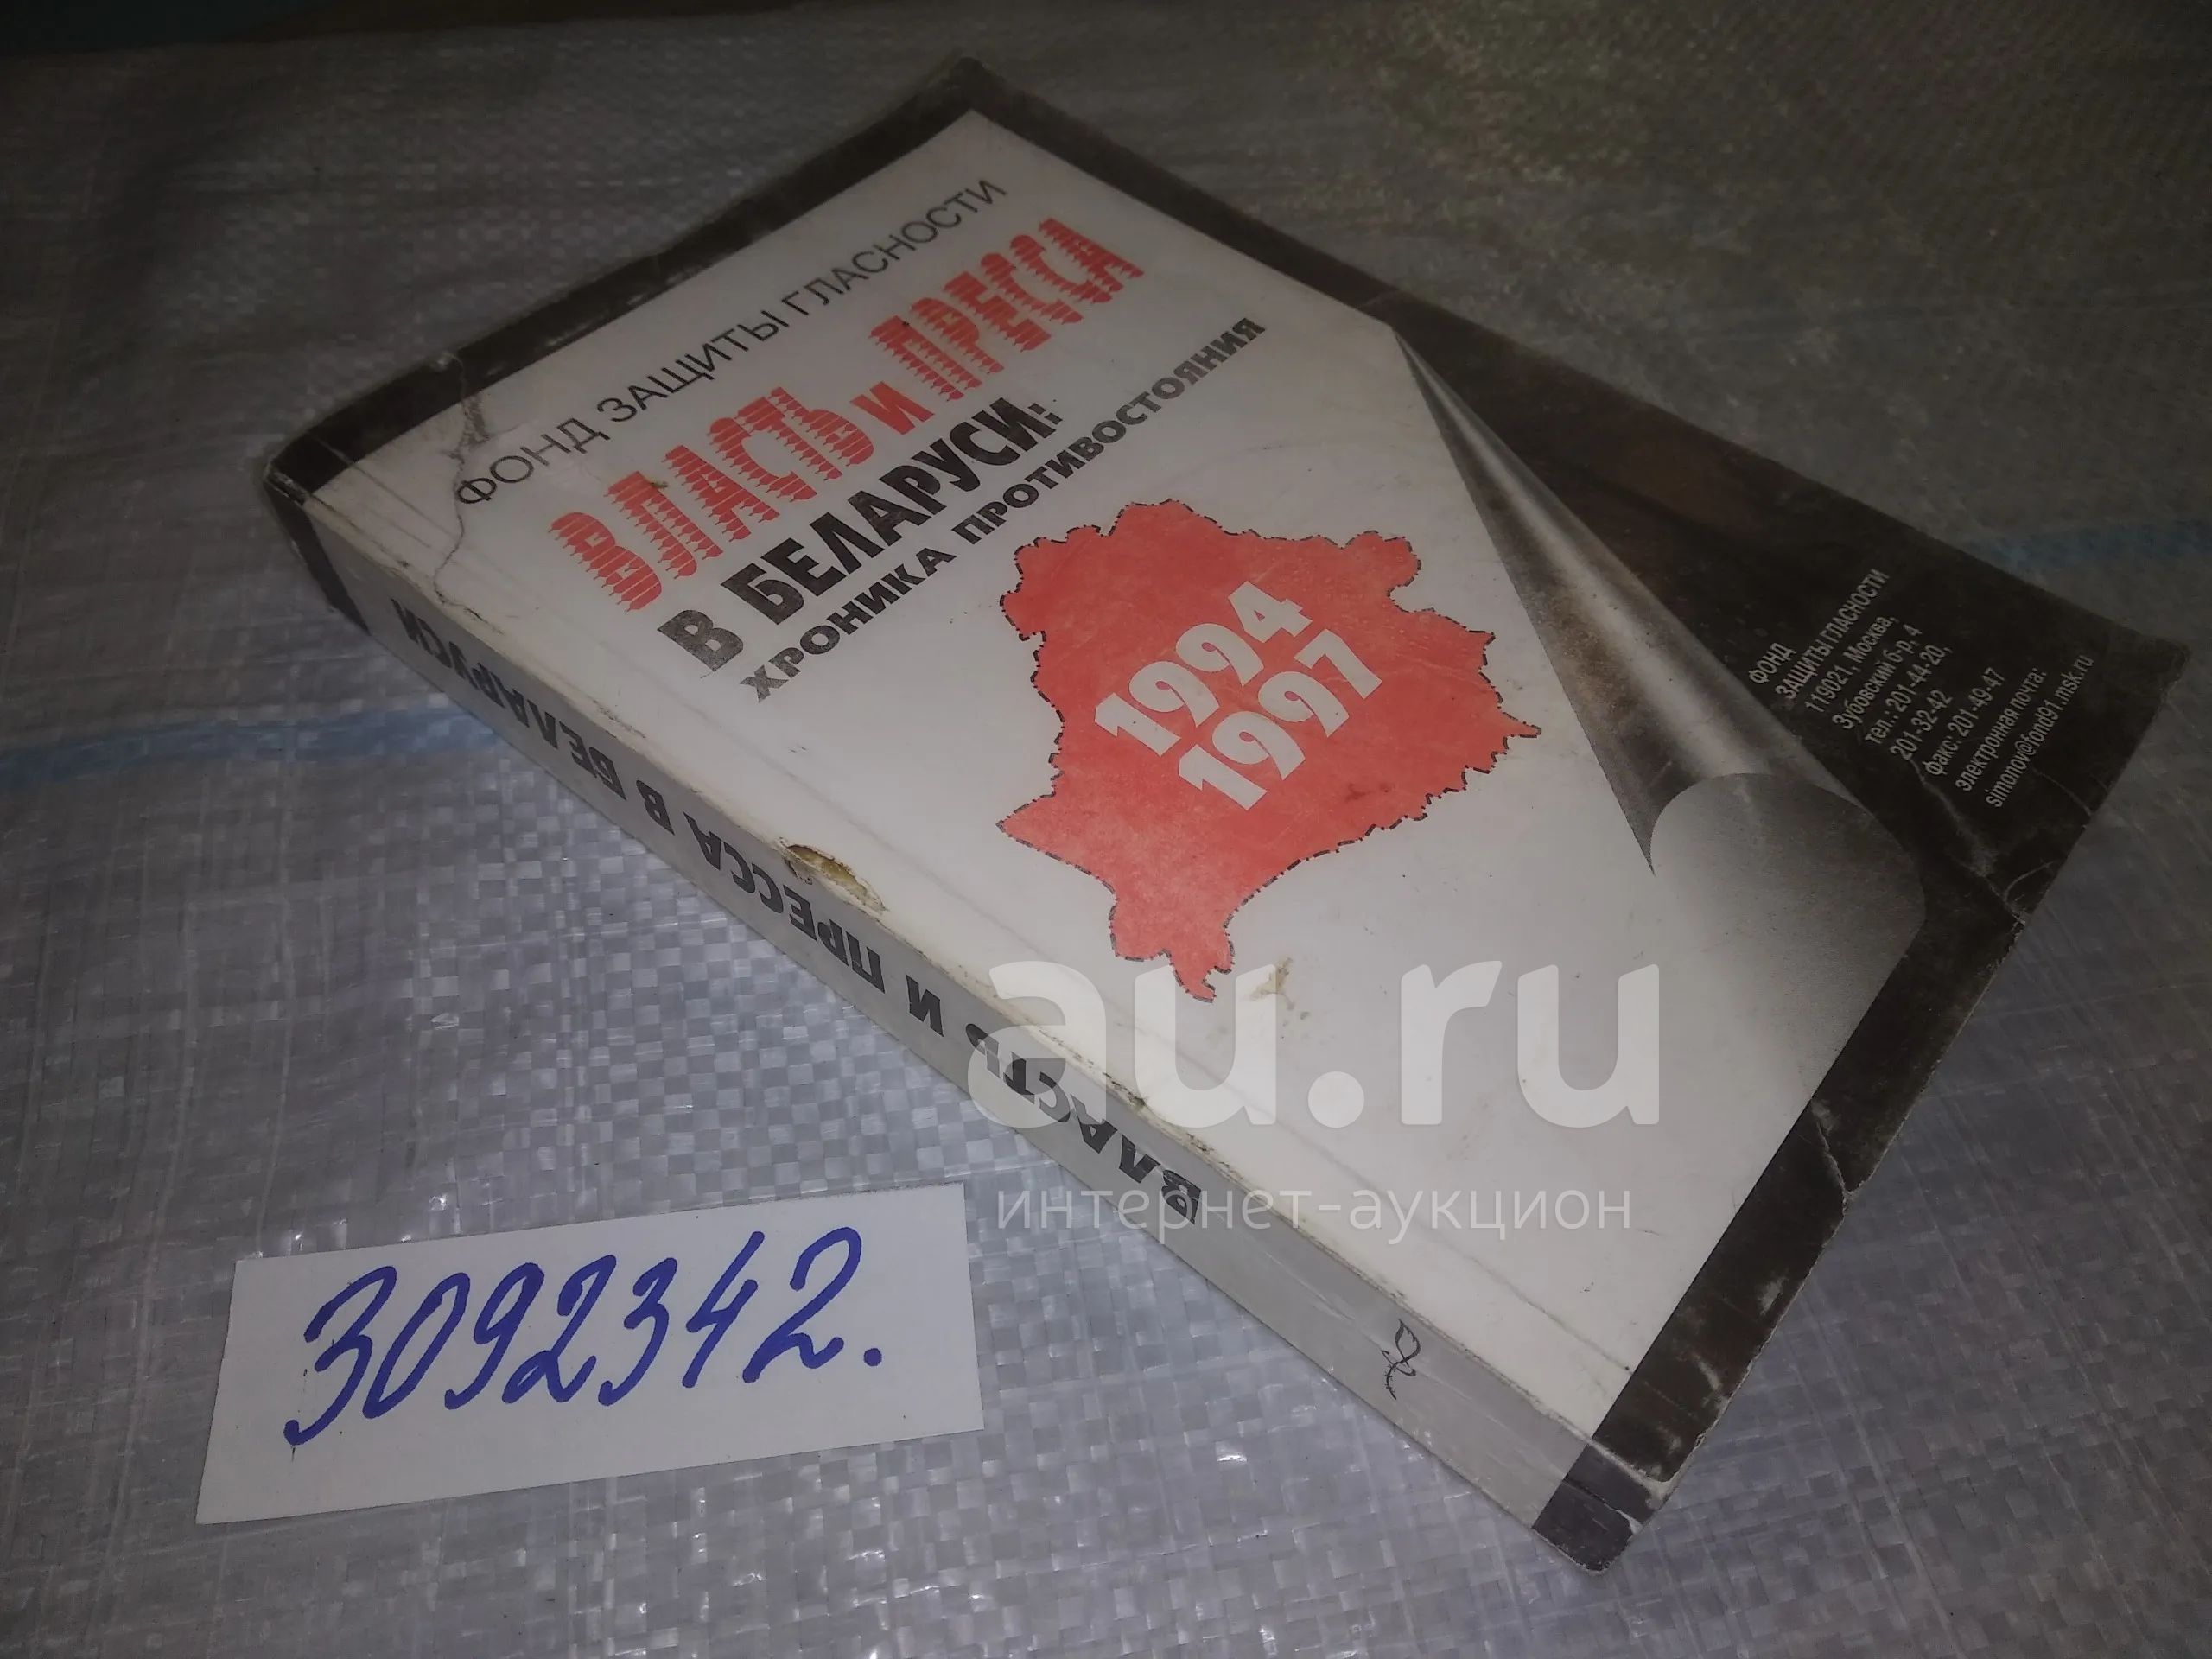 ФОНД ЗАЩИТЫ ГЛАСНОСТИ
ВЛАСТЬ и ПРЕССА
В БЕЛАРУСИ:
ХРОНИКА ПРОТИВОСТОЯНИЯ
1994
1997
ФОНД
ЗАЩИТЫ ГЛАСНОСТИ
119021. Москва,
Зубовский б-р, 4
тел.: 201-44-20,
201-32-42
факс: 201-49-47
электронная почта:
simonov@fond91.msk.ru
ВЛАСТЬ И ПРЕССА В БЕЛАРУСИ
au.ru
интернет-аукцион
3092342.